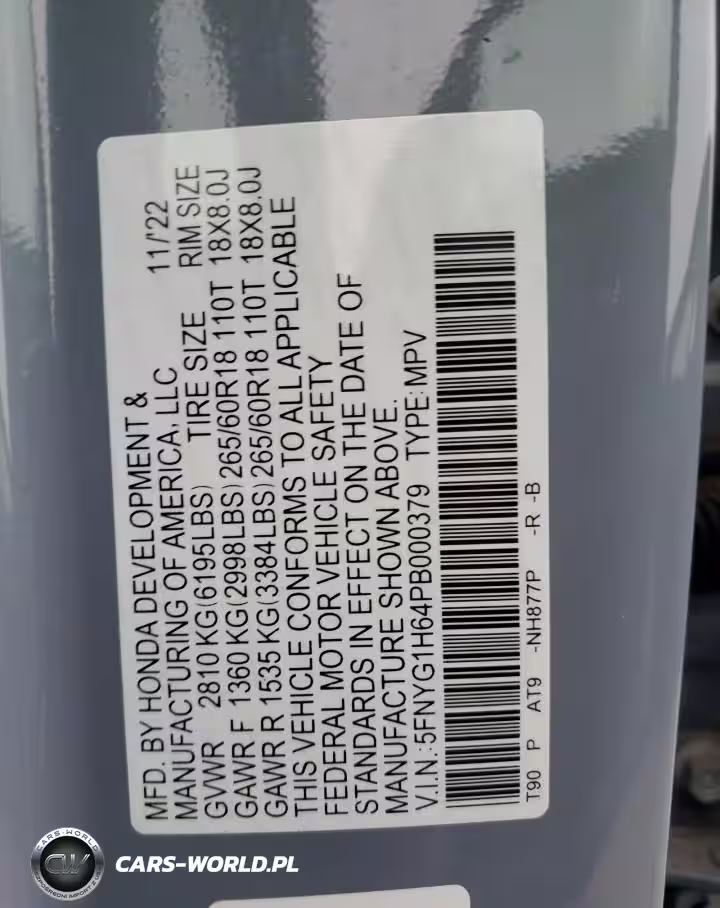 MFD. BY HONDA DEVELOPMENT & 11/'22
MANUFACTURING OF AMERICA, LLC
TIRE SIZE RIM SIZE
GVWR 2810 KG(6195LBS)
GAWR F 1360 KG(2998LBS) 265/60R18 110T 18X8.0J
GAWR R 1535 KG(3384LBS) 265/60R18 110T 18X8.0J
THIS VEHICLE CONFORMS TO ALL APPLICABLE
FEDERAL MOTOR VEHICLE SAFETY
STANDARDS IN EFFECT ON THE DATE OF
MANUFACTURE SHOWN ABOVE.
V.I.N.:5FNYG1H64PB000379 TYPE:MPV
T90 P AT9 -NH877P -R -B
CARS-WORLD
CW
CARS-WORLD.PL